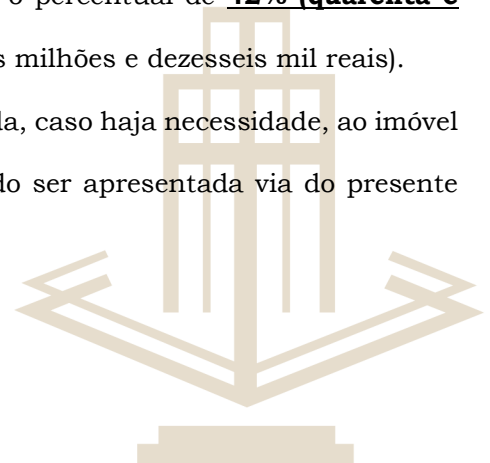 o percentual de 42% (quarenta e
s milhões e dezesseis mil reais).
la, caso haja necessidade, ao imóvel
do ser apresentada via do presente